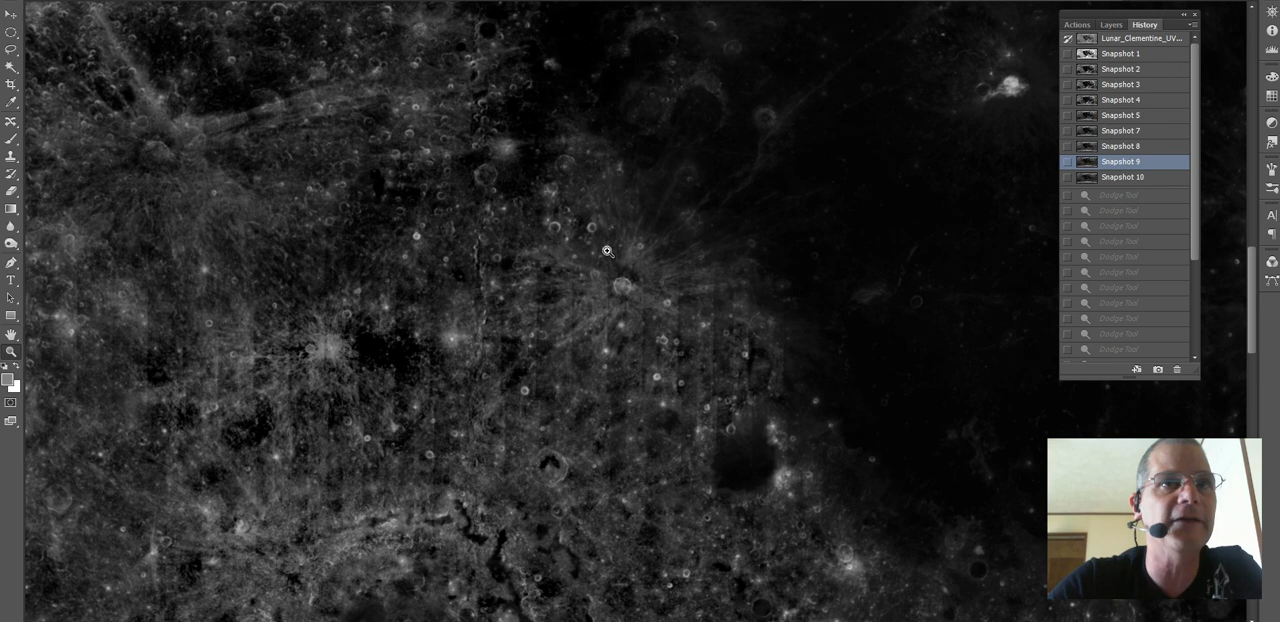 Actions Layers History
Lunar_Clementine_UV...
Snapshot 1
Snapshot 2
Snapshot 3
Snapshot 4
Snapshot 5
Snapshot 7
Snapshot 8
Snapshot 9
Snapshot 10
Dodge Tool
Dodge Tool
Dodge Tool
Dodge Tool
Dodge Tool
Dodge Tool
Dodge Tool
Dodge Tool
Dodge Tool
Dodge Tool
Dodge Tool